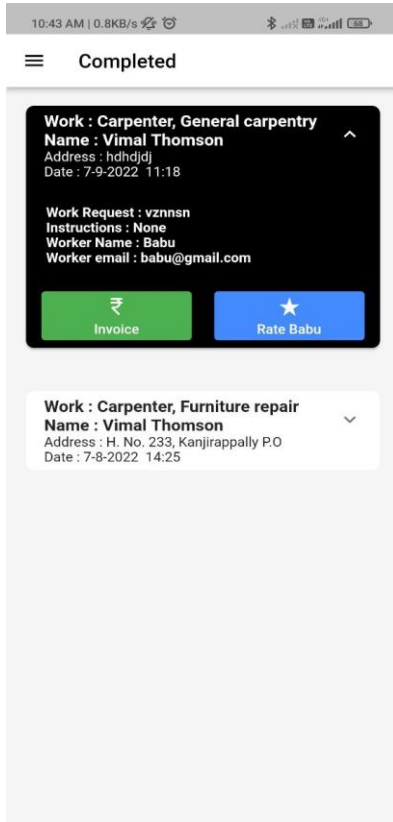 10:43 AM | 0.8KB/s
68
Completed
Work : Carpenter, General carpentry
Name : Vimal Thomson
Address : hdhdjdj
Date : 7-9-2022 11:18
Work Request : vznnsn
Instructions : None
Worker Name : Babu
Worker email : babu@gmail.com
₹
Invoice
Rate Babu
Work : Carpenter, Furniture repair
Name : Vimal Thomson
Address : H. No. 233, Kanjirappally P.O
Date : 7-8-2022 14:25